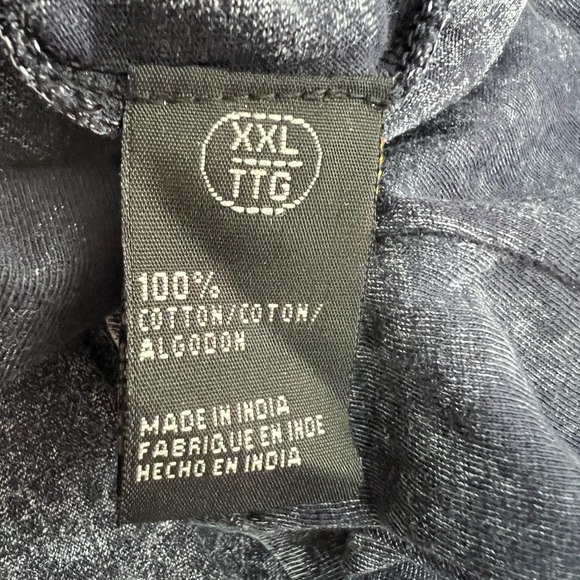 XXL
TTG
100%
COTTON/COTON/
ALGODON
MADE IN INDIA
FABRIQUE EN INDE
HECHO EN INDIA